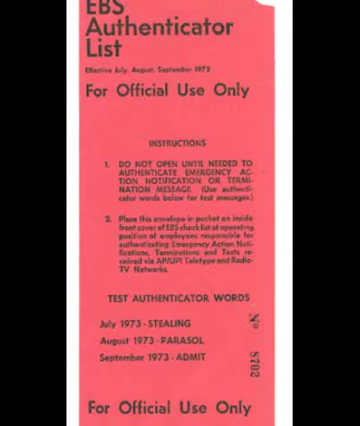 EBS
Authenticator
List
Effective July, August, September 1973
For Official Use Only
INSTRUCTIONS
1. DO NOT OPEN UNTIL NEEDED TO
AUTHENTICATE EMERGENCY AC-
TION NOTIFICATION OR TERMI-
NATION MESSAGE. (Use authenti-
cator words below for test messages.)
2. Place this envelope in pocket on inside
front cover of EBS check list at operating
position of employees responsible for
authenticating Emergency Action Noti-
fications, Terminations and Tests re-
ceived via AP/UPI Teletype and Radio-
TV Networks.
TEST AUTHENTICATOR WORDS
July 1973 - STEALING
August 1973 - PARASOL
September 1973 - ADMIT
Nº 8702
For Official Use Only